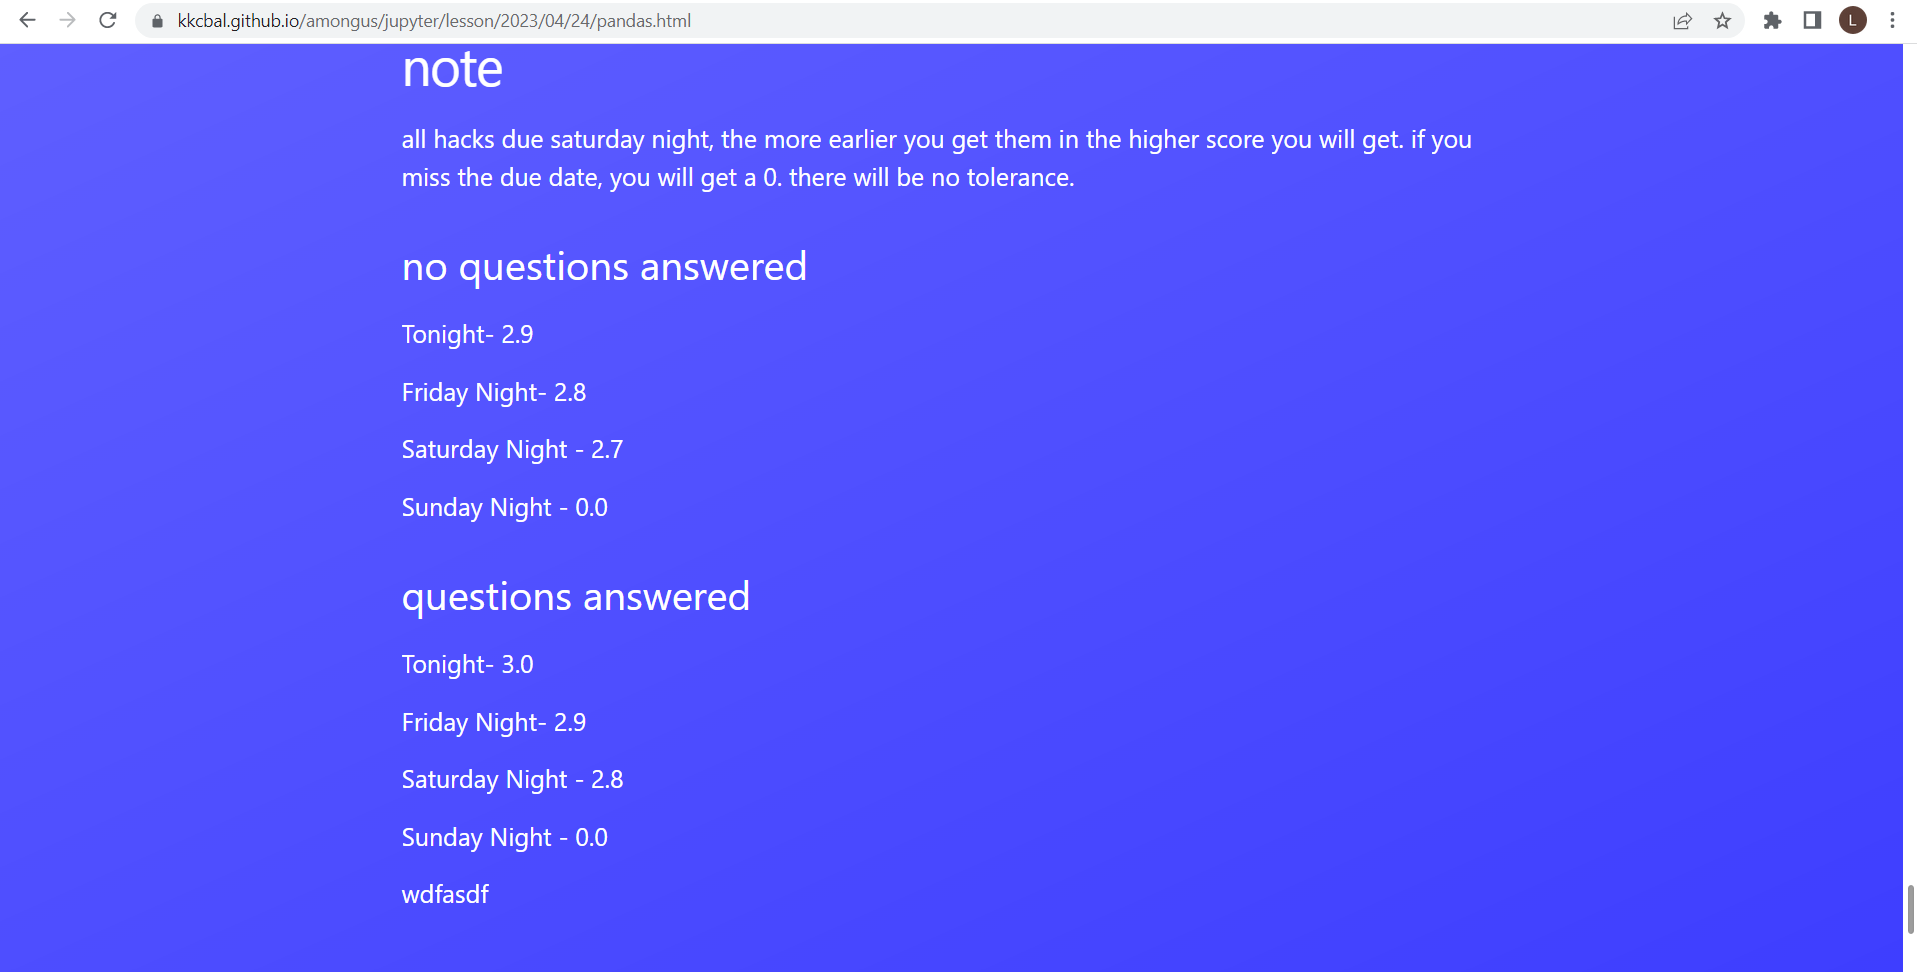 kkcbal.github.io/amongus/jupyter/lesson/2023/04/24/pandas.html
L
note
all hacks due saturday night, the more earlier you get them in the higher score you will get. if you
miss the due date, you will get a 0. there will be no tolerance.
no questions answered
Tonight- 2.9
Friday Night- 2.8
Saturday Night - 2.7
Sunday Night - 0.0
questions answered
Tonight- 3.0
Friday Night- 2.9
Saturday Night - 2.8
Sunday Night - 0.0
wdfasdf